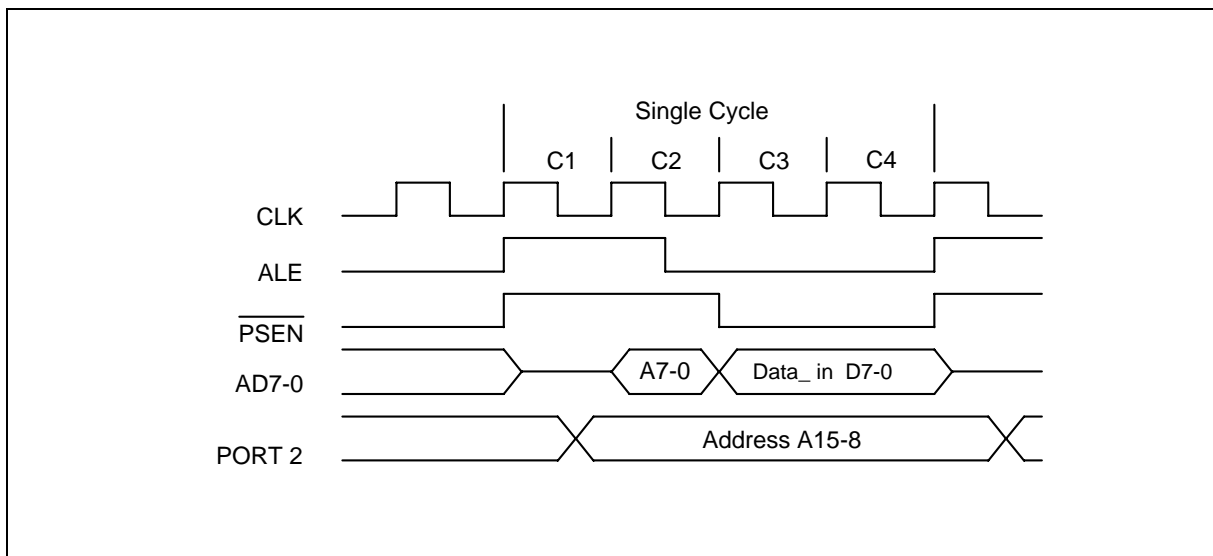 Single Cycle
C1 C2 C3 C4
CLK
ALE
PSEN
AD7-0 A7-0 Data_ in D7-0
PORT 2 Address A15-8